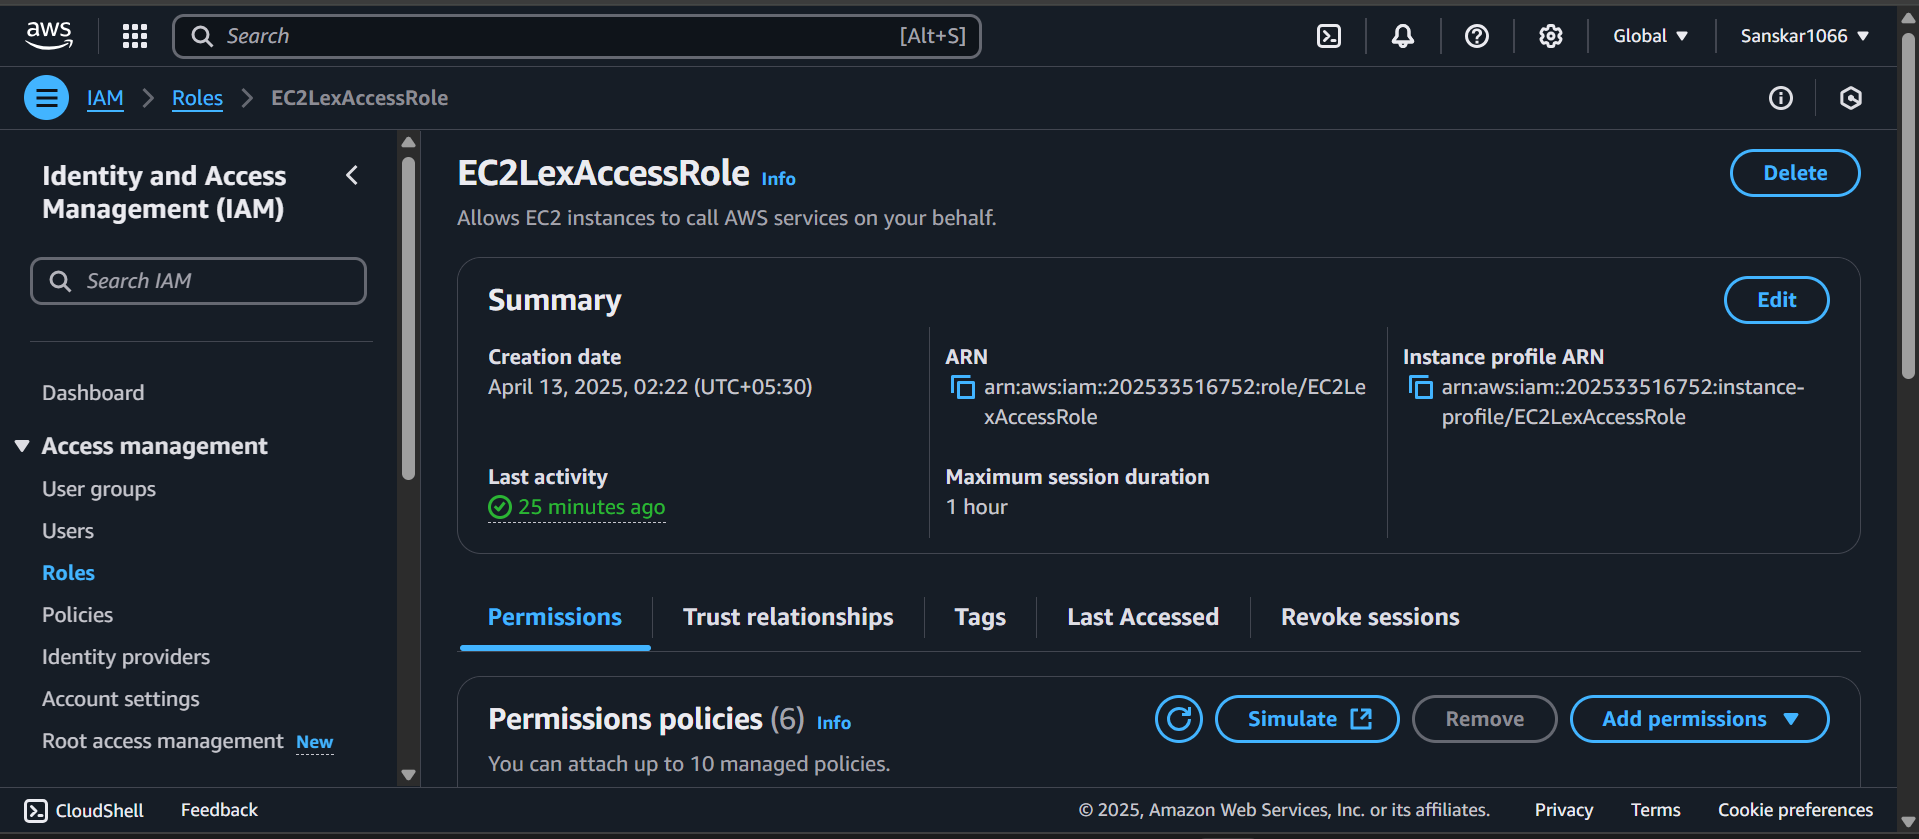 aws
Search
[Alt+S]
Global
Sanskar1066
IAM
Roles
EC2LexAccessRole
Identity and Access
Management (IAM)
Search IAM
Dashboard
Access management
User groups
Users
Roles
Policies
Identity providers
Account settings
Root access management New
EC2LexAccessRole Info
Delete
Allows EC2 instances to call AWS services on your behalf.
Summary
Edit
Creation date
April 13, 2025, 02:22 (UTC+05:30)
ARN
arn:aws:iam::202533516752:role/EC2Le
xAccessRole
Instance profile ARN
arn:aws:iam::202533516752:instance-
profile/EC2LexAccessRole
Last activity
25 minutes ago
Maximum session duration
1 hour
Permissions
Trust relationships
Tags
Last Accessed
Revoke sessions
Permissions policies (6) Info
Simulate
Remove
Add permissions
You can attach up to 10 managed policies.
CloudShell
Feedback
© 2025, Amazon Web Services, Inc. or its affiliates.
Privacy
Terms
Cookie preferences